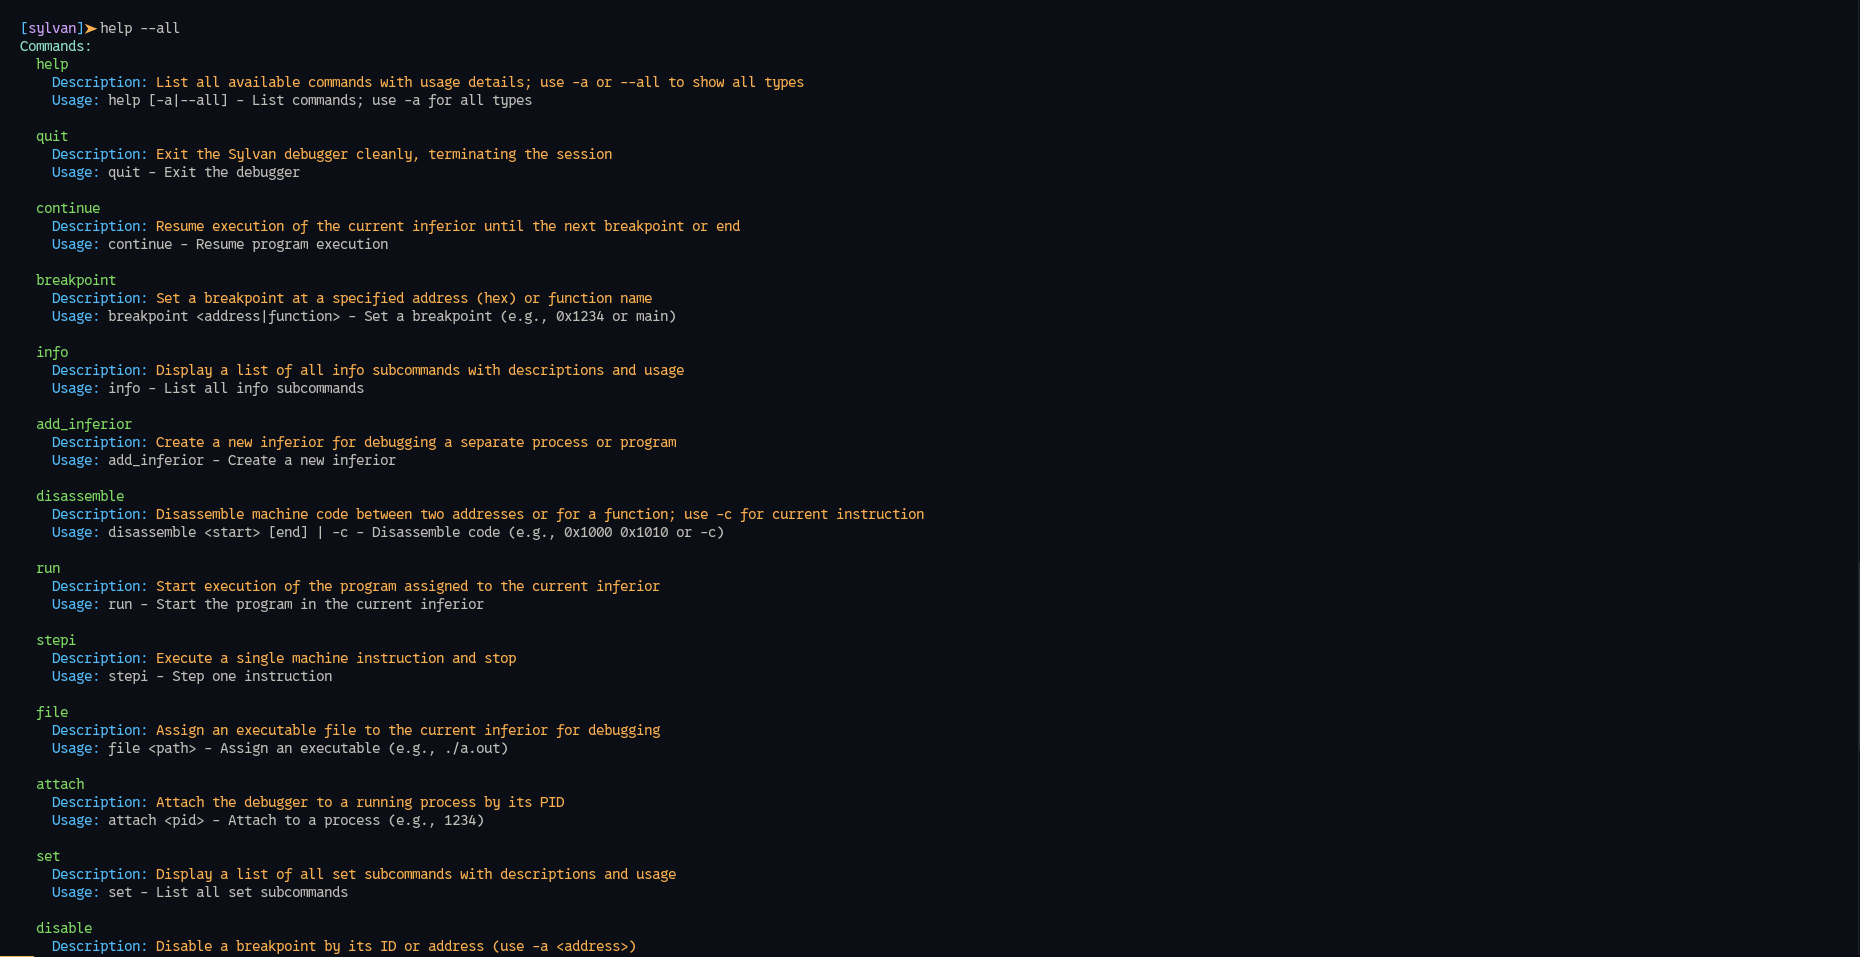 [sylvan]➤ help --all
Commands:
help
Description: List all available commands with usage details; use -a or --all to show all types
Usage: help [-a|--all] - List commands; use -a for all types
quit
Description: Exit the Sylvan debugger cleanly, terminating the session
Usage: quit - Exit the debugger
continue
Description: Resume execution of the current inferior until the next breakpoint or end
Usage: continue - Resume program execution
breakpoint
Description: Set a breakpoint at a specified address (hex) or function name
Usage: breakpoint <address|function> - Set a breakpoint (e.g., 0x1234 or main)
info
Description: Display a list of all info subcommands with descriptions and usage
Usage: info - List all info subcommands
add_inferior
Description: Create a new inferior for debugging a separate process or program
Usage: add_inferior - Create a new inferior
disassemble
Description: Disassemble machine code between two addresses or for a function; use -c for current instruction
Usage: disassemble <start> [end] | -c - Disassemble code (e.g., 0x1000 0x1010 or -c)
run
Description: Start execution of the program assigned to the current inferior
Usage: run - Start the program in the current inferior
stepi
Description: Execute a single machine instruction and stop
Usage: stepi - Step one instruction
file
Description: Assign an executable file to the current inferior for debugging
Usage: file <path> - Assign an executable (e.g., ./a.out)
attach
Description: Attach the debugger to a running process by its PID
Usage: attach <pid> - Attach to a process (e.g., 1234)
set
Description: Display a list of all set subcommands with descriptions and usage
Usage: set - List all set subcommands
disable
Description: Disable a breakpoint by its ID or address (use -a <address>)